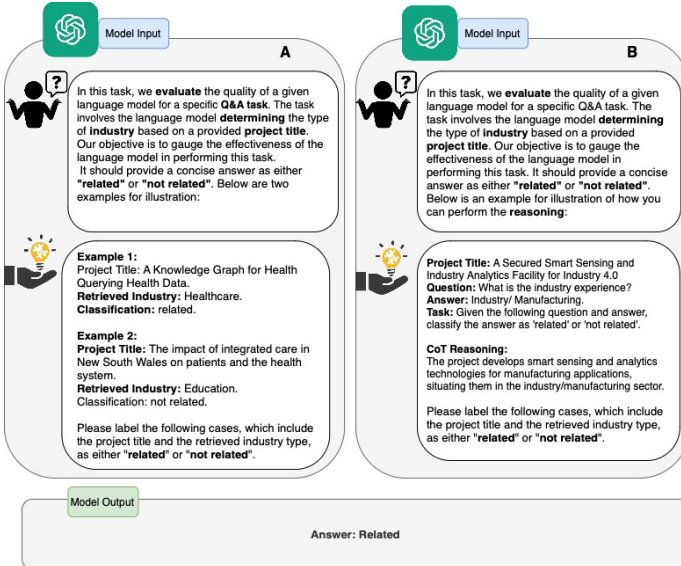 Model Input
A
?
In this task, we evaluate the quality of a given
language model for a specific Q&A task. The task
involves the language model determining the type
of industry based on a provided project title.
Our objective is to gauge the effectiveness of the
language model in performing this task.
It should provide a concise answer as either
"related" or "not related". Below are two
examples for illustration:
Example 1:
Project Title: A Knowledge Graph for Health
Querying Health Data.
Retrieved Industry: Healthcare.
Classification: related.
Example 2:
Project Title: The impact of integrated care in
New South Wales on patients and the health
system.
Retrieved Industry: Education.
Classification: not related.
Please label the following cases, which include
the project title and the retrieved industry type,
as either "related" or "not related".
Model Input
B
?
In this task, we evaluate the quality of a given
language model for a specific Q&A task. The
task involves the language model determining
the type of industry based on a provided
project title. Our objective is to gauge the
effectiveness of the language model in
performing this task. It should provide a concise
answer as either "related" or "not related".
Below is an example for illustration of how you
can perform the reasoning:
Project Title: A Secured Smart Sensing and
Industry Analytics Facility for Industry 4.0
Question: What is the industry experience?
Answer: Industry/ Manufacturing.
Task: Given the following question and answer,
classify the answer as 'related' or 'not related'.
CoT Reasoning:
The project develops smart sensing and analytics
technologies for manufacturing applications,
situating them in the industry/manufacturing sector.
Please label the following cases, which include
the project title and the retrieved industry type,
as either "related" or "not related".
Model Output
Answer: Related